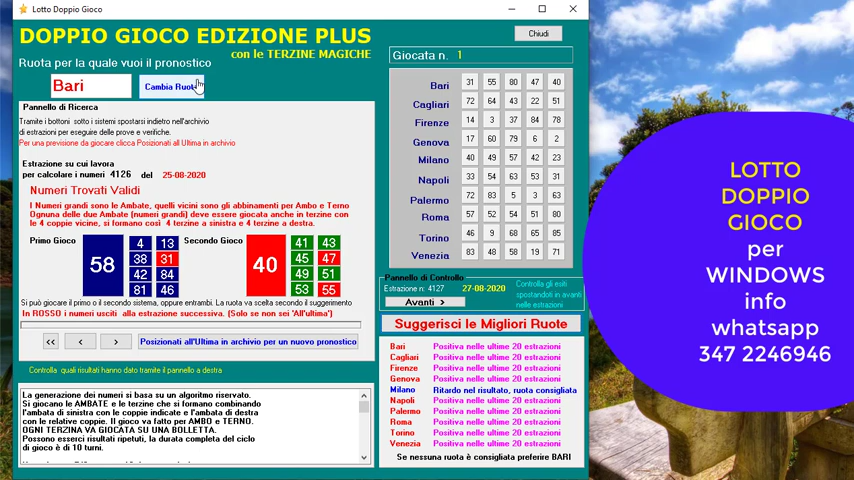 Lotto Doppio Gioco
DOPPIO GIOCO EDIZIONE PLUS
con le TERZINE MAGICHE
Ruota per la quale vuoi il pronostico
Bari
Cambia Ruota
Pannello di Ricerca
Tramite i bottoni sotto i sistemi spostarsi indietro nell'archivio
di estrazioni per eseguire delle prove e verifiche.
Per una previsione da giocare clicca Posizionati all'Ultima in archivio
Estrazione su cui lavora
per calcolare i numeri 4126 del 25-08-2020
Numeri Trovati Validi
I Numeri grandi sono le Ambate, quelli vicini sono gli abbinamenti per Ambo e Terno
Ognuna delle due Ambate (numeri grandi) deve essere giocata anche in terzine con
le 4 coppie vicine, si formano così 4 terzine a sinistra e 4 terzine a destra.
Primo Gioco
58
4 13
38 31
42 84
81 46
Secondo Gioco
40
41 43
45 47
49 51
53 55
Si può giocare il primo o il secondo sistema, oppure entrambi. La ruota va scelta secondo il suggerimento
In ROSSO i numeri usciti alla estrazione successiva. (Solo se non sei 'All'ultima')
<< < > Posizionati all'Ultima in archivio per un nuovo pronostico
Controlla quali risultati hanno dato tramite il pannello a destra
La generazione dei numeri si basa su un algoritmo riservato.
Si giocano le AMBATE e le terzine che si formano combinando
l'ambata di sinistra con le coppie indicate e l'ambata di destra
con le relative coppie. Il gioco va fatto per AMBO e TERNO.
OGNI TERZINA VA GIOCATA SU UNA BOLLETTA.
Possono esserci risultati ripetuti, la durata completa del ciclo
di gioco è di 10 turni.
Chiudi
Giocata n. 1
Bari 31 55 80 47 40
Cagliari 72 64 43 22 51
Firenze 14 3 37 84 78
Genova 17 60 79 6 2
Milano 40 49 57 42 23
Napoli 33 54 63 53 31
Palermo 72 83 5 3 63
Roma 57 52 54 51 80
Torino 46 9 68 65 85
Venezia 83 48 58 19 71
Pannello di Controllo
Estrazione n. 4127 27-08-2020
Avanti >
Controlla gli esiti
spostandoti in avanti
nelle estrazioni
Suggerisci le Migliori Ruote
Bari Positiva nelle ultime 20 estrazioni
Cagliari Positiva nelle ultime 20 estrazioni
Firenze Positiva nelle ultime 20 estrazioni
Genova Positiva nelle ultime 20 estrazioni
Milano Ritardo nel risultato, ruota consigliata
Napoli Positiva nelle ultime 20 estrazioni
Palermo Positiva nelle ultime 20 estrazioni
Roma Positiva nelle ultime 20 estrazioni
Torino Positiva nelle ultime 20 estrazioni
Venezia Positiva nelle ultime 20 estrazioni
Se nessuna ruota è consigliata preferire BARI
LOTTO
DOPPIO
GIOCO
per
WINDOWS
info
whatsapp
347 2246946